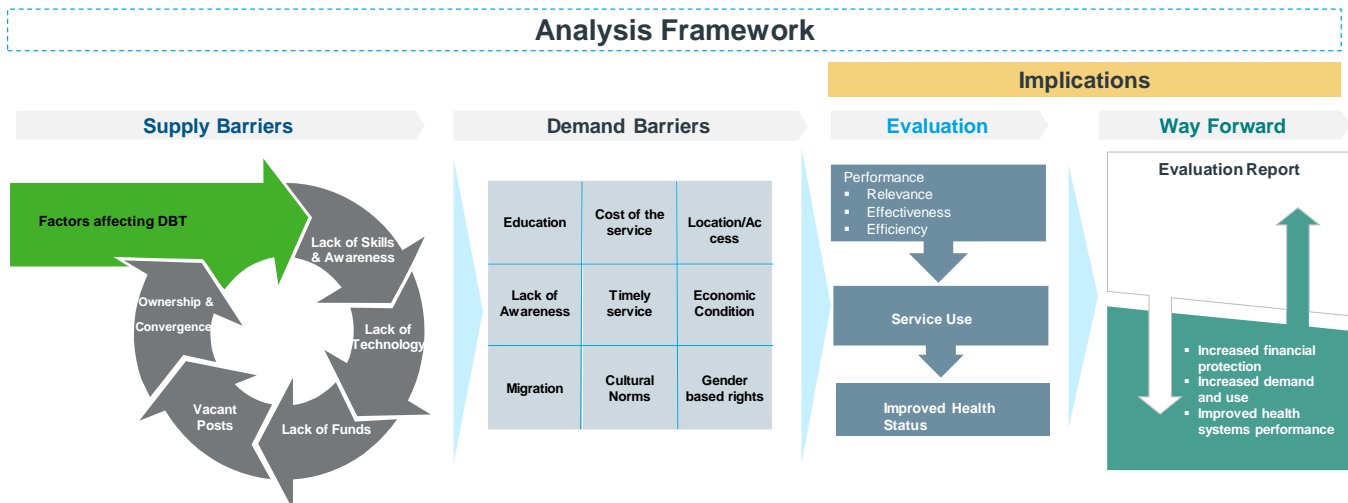 Analysis Framework
Implications
Supply Barriers
Demand Barriers
Evaluation
Way Forward
Factors affecting DBT
Lack of Skills
& Awareness
Lack of
Technology
Lack of Funds
Vacant
Posts
Ownership &
Convergence
Education
Cost of the
service
Location/Ac
cess
Lack of
Awareness
Timely
service
Economic
Condition
Migration
Cultural
Norms
Gender
based rights
Performance
▪ Relevance
▪ Effectiveness
▪ Efficiency
Service Use
Improved Health
Status
Evaluation Report
▪ Increased financial
protection
▪ Increased demand
and use
▪ Improved health
systems performance